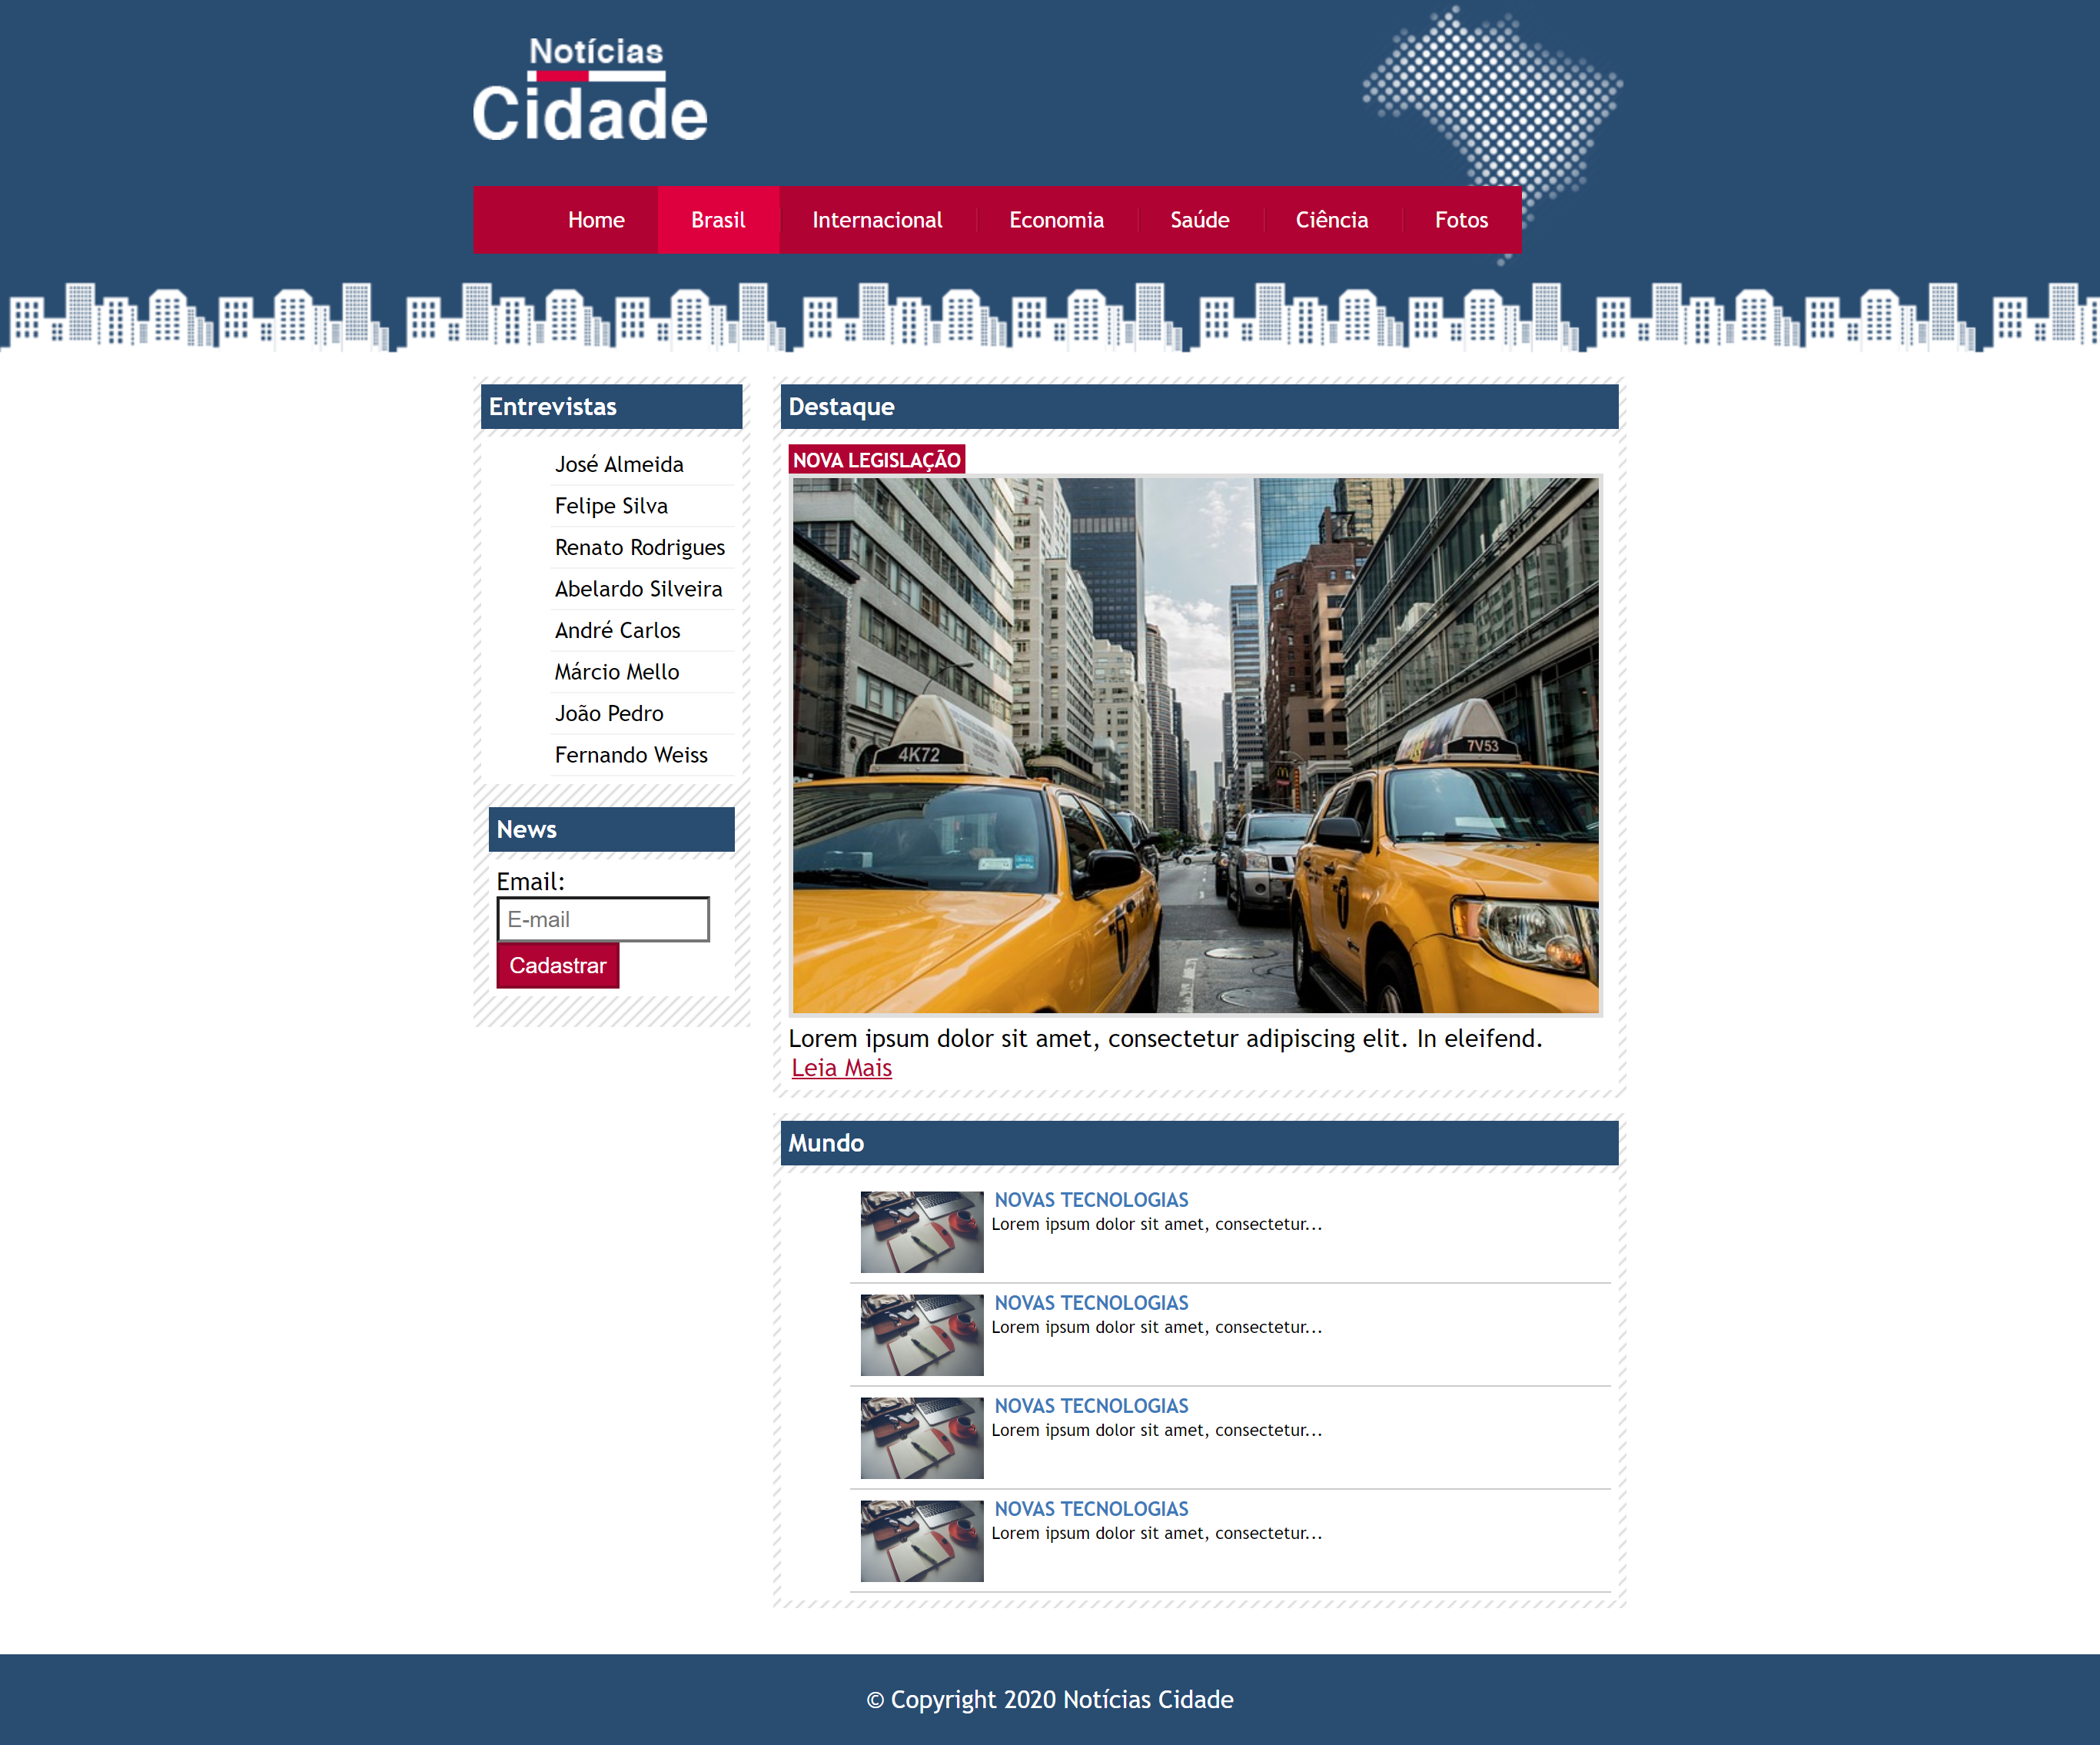 Notícias
Cidade
Home
Brasil
Internacional
Economia
Saúde
Ciência
Fotos
Entrevistas
José Almeida
Felipe Silva
Renato Rodrigues
Abelardo Silveira
André Carlos
Márcio Mello
João Pedro
Fernando Weiss
News
Email:
E-mail
Cadastrar
Destaque
NOVA LEGISLAÇÃO
4K72
7V53
Lorem ipsum dolor sit amet, consectetur adipiscing elit. In eleifend.
Leia Mais
Mundo
NOVAS TECNOLOGIAS
Lorem ipsum dolor sit amet, consectetur...
NOVAS TECNOLOGIAS
Lorem ipsum dolor sit amet, consectetur...
NOVAS TECNOLOGIAS
Lorem ipsum dolor sit amet, consectetur...
NOVAS TECNOLOGIAS
Lorem ipsum dolor sit amet, consectetur...
© Copyright 2020 Notícias Cidade